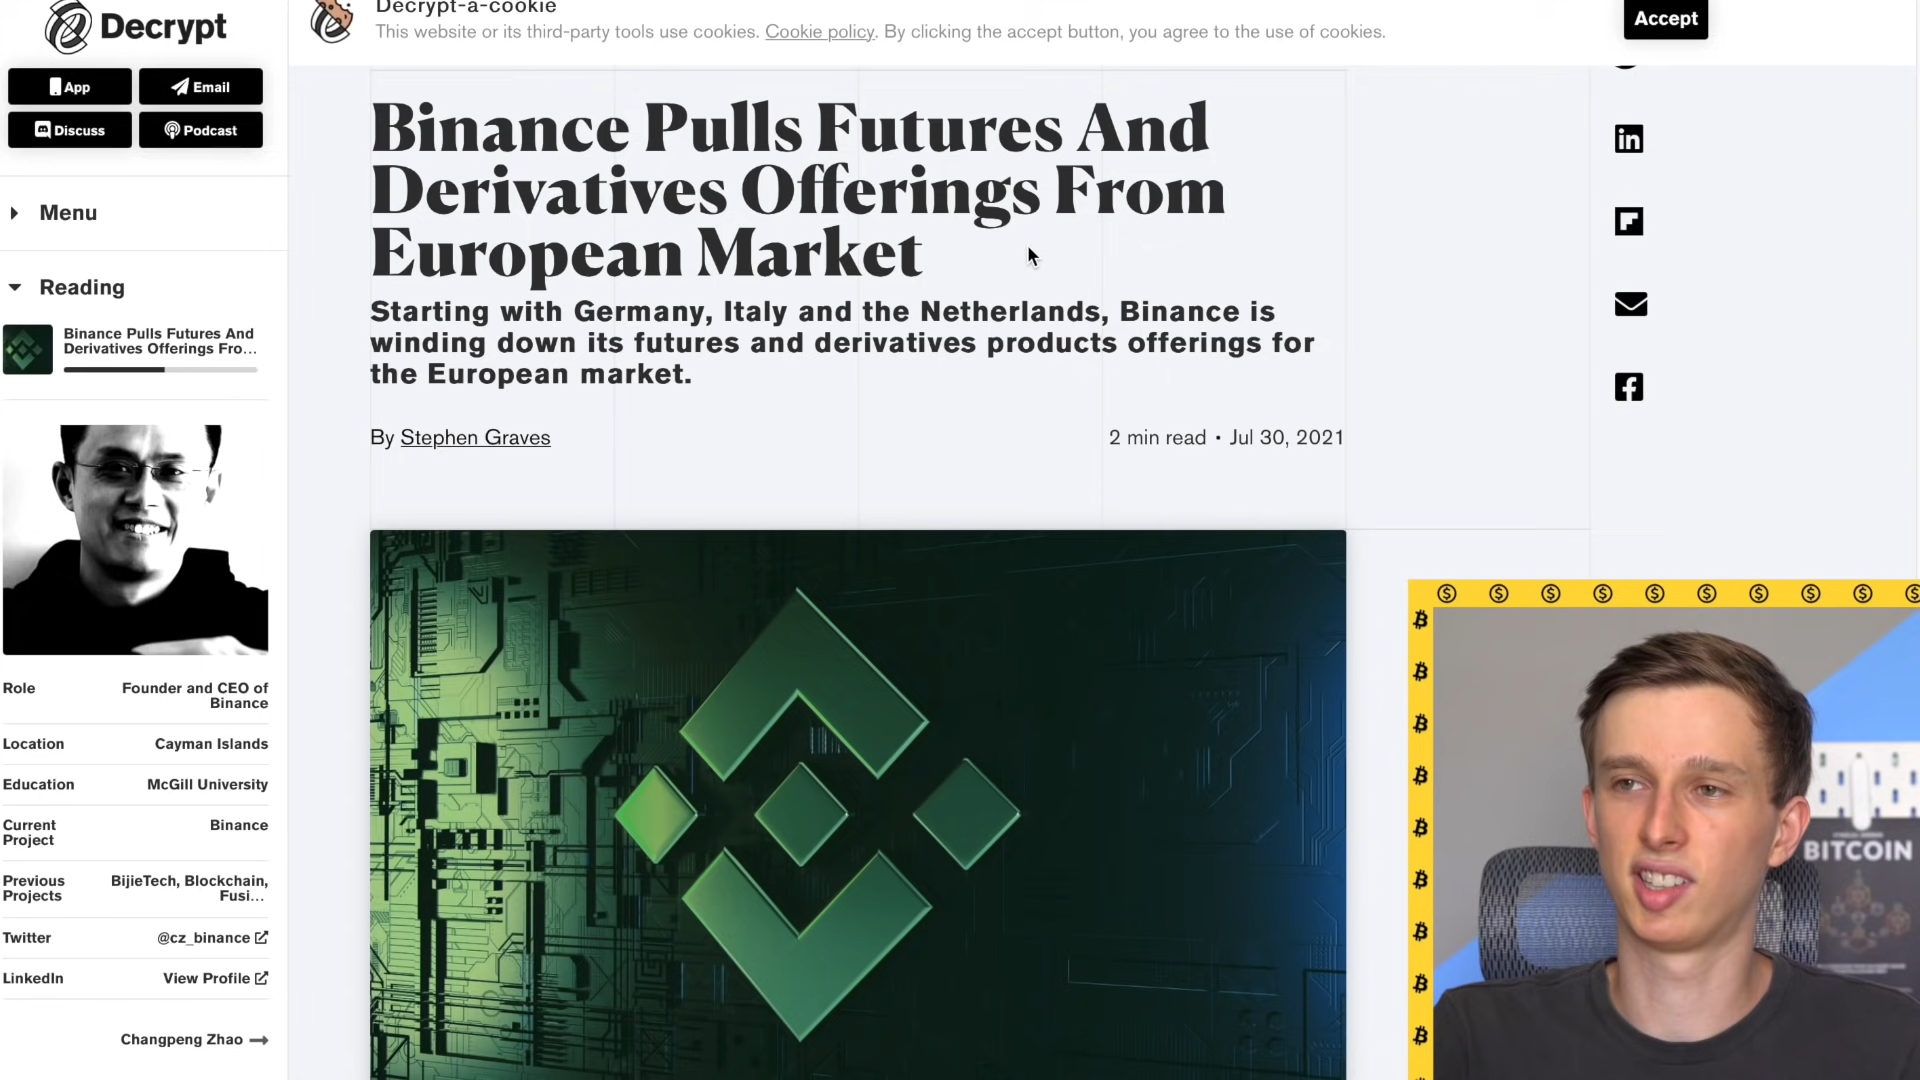 Decrypt
App
Email
Discuss
Podcast
Menu
Reading
Binance Pulls Futures And
Derivatives Offerings Fro...
Role
Founder and CEO of
Binance
Location
Cayman Islands
Education
McGill University
Current
Project
Binance
Previous
Projects
BijieTech, Blockchain,
Fusi...
Twitter
@cz_binance
LinkedIn
View Profile
Changpeng Zhao
Decrypt-a-cookie
This website or its third-party tools use cookies. Cookie policy. By clicking the accept button, you agree to the use of cookies.
Accept
Binance Pulls Futures And
Derivatives Offerings From
European Market
Starting with Germany, Italy and the Netherlands, Binance is
winding down its futures and derivatives products offerings for
the European market.
By Stephen Graves
2 min read • Jul 30, 2021
in
BITCOIN